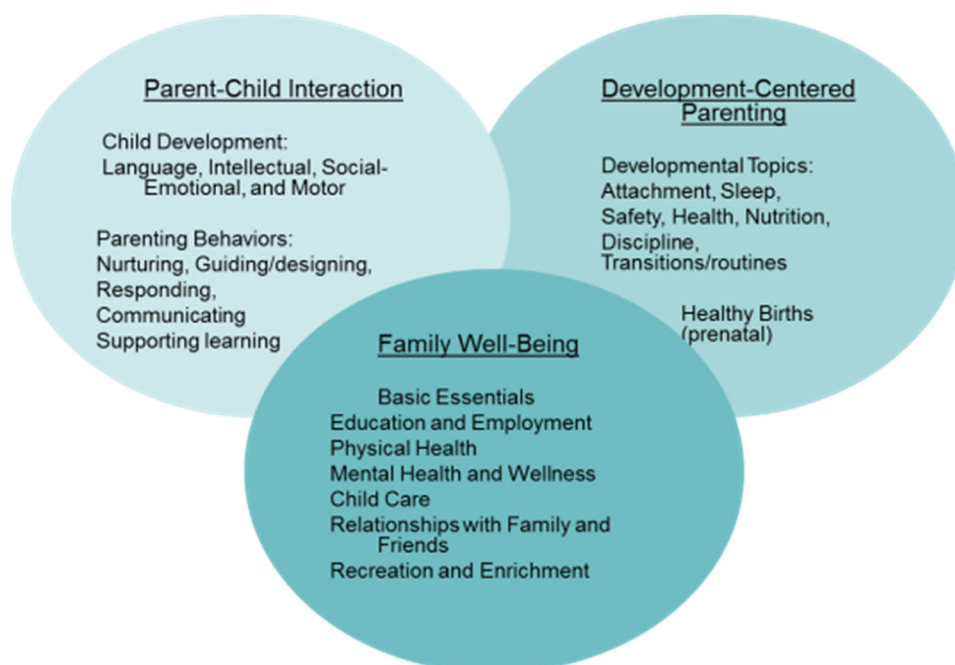 Parent-Child Interaction
Child Development:
Language, Intellectual, Social-
Emotional, and Motor
Parenting Behaviors:
Nurturing, Guiding/designing,
Responding,
Communicating
Supporting learning
Development-Centered
Parenting
Developmental Topics:
Attachment, Sleep,
Safety, Health, Nutrition,
Discipline,
Transitions/routines
Healthy Births
(prenatal)
Family Well-Being
Basic Essentials
Education and Employment
Physical Health
Mental Health and Wellness
Child Care
Relationships with Family and
Friends
Recreation and Enrichment